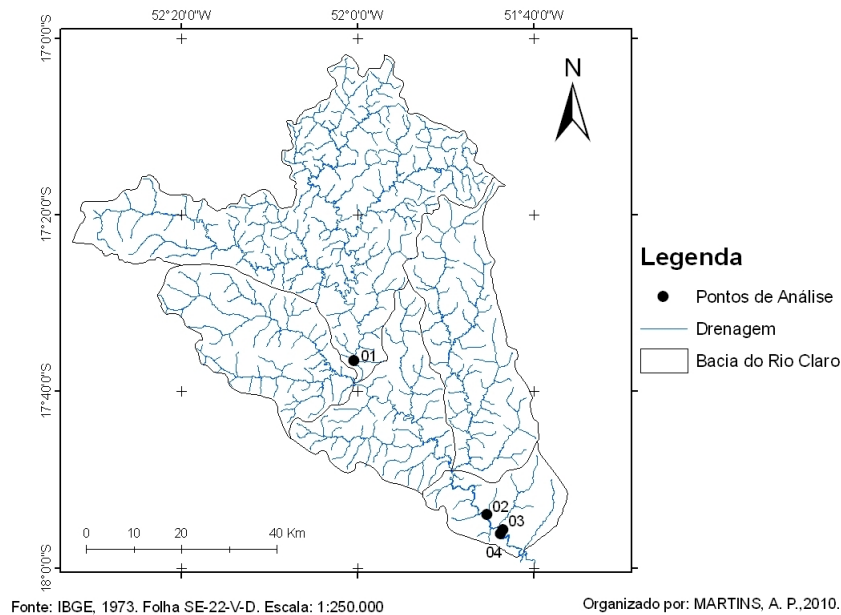 52°20'0"W 52°0'0"W 51°40'0"W
17°0'0"S
N
17°20'0"S
Legenda
Pontos de Análise
Drenagem
Bacia do Rio Claro
01
17°40'0"S
02
03
04
0 10 20 40 Km
18°0'0"S
Fonte: IBGE, 1973. Folha SE-22-V-D. Escala: 1:250.000
Organizado por: MARTINS, A. P.,2010.